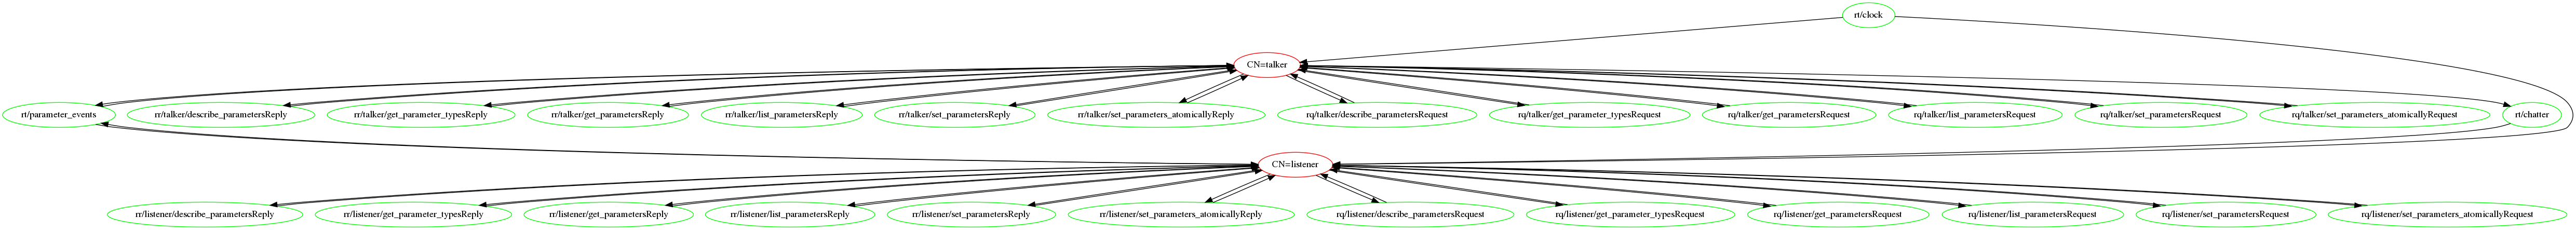 rt/clock
CN=talker
rt/parameter_events
rr/talker/describe_parametersReply
rr/talker/get_parameter_typesReply
rr/talker/get_parametersReply
rr/talker/list_parametersReply
rr/talker/set_parametersReply
rr/talker/set_parameters_atomicallyReply
rq/talker/describe_parametersRequest
rq/talker/get_parameter_typesRequest
rq/talker/get_parametersRequest
rq/talker/list_parametersRequest
rq/talker/set_parametersRequest
rq/talker/set_parameters_atomicallyRequest
rt/chatter
CN=listener
rr/listener/describe_parametersReply
rr/listener/get_parameter_typesReply
rr/listener/get_parametersReply
rr/listener/list_parametersReply
rr/listener/set_parametersReply
rr/listener/set_parameters_atomicallyReply
rq/listener/describe_parametersRequest
rq/listener/get_parameter_typesRequest
rq/listener/get_parametersRequest
rq/listener/list_parametersRequest
rq/listener/set_parametersRequest
rq/listener/set_parameters_atomicallyRequest